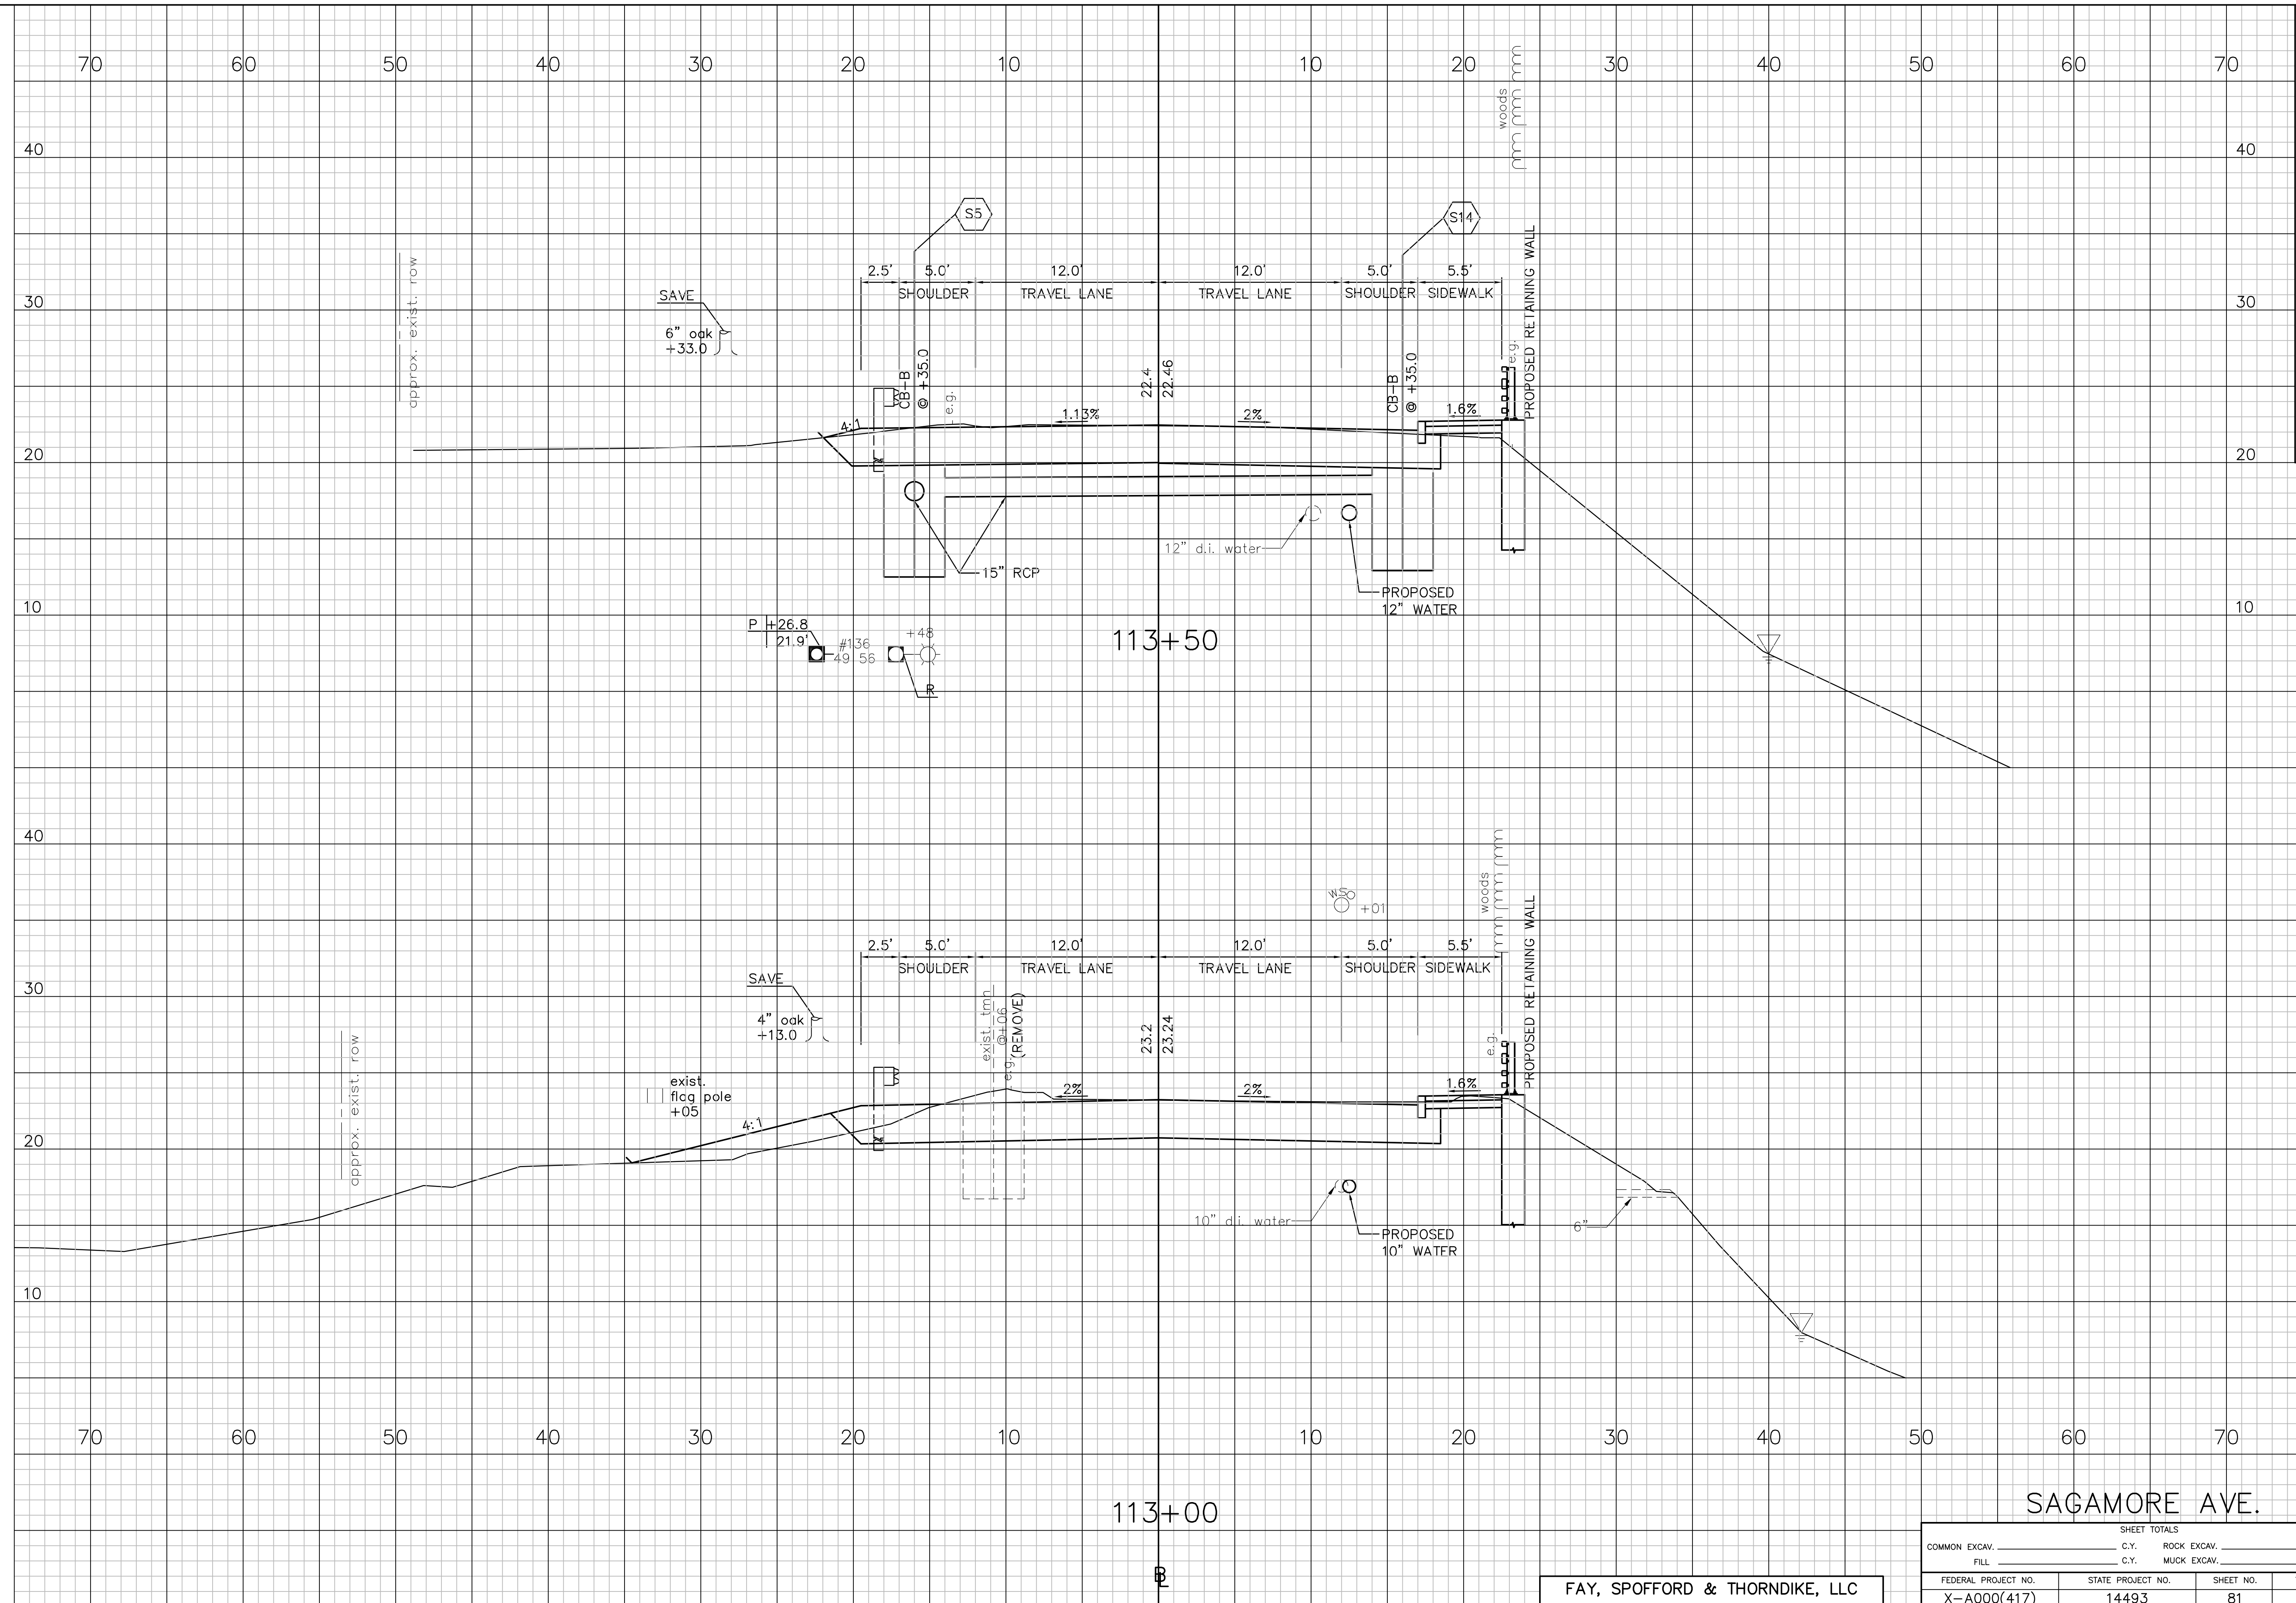 70 60 50 40 30 20 10 10 20 30 40 50 60 70
woods
40 40
S5 S14
2.5' 5.0' 12.0' 12.0' 5.0' 5.5'
SHOULDER TRAVEL LANE TRAVEL LANE SHOULDER SIDEWALK
PROPOSED RETAINING WALL
approx. exist. row
30 30
SAVE
6" oak
+33.0
CB-B
@ +35.0
e.g.
22.4
22.46
CB-B
@ +35.0
e.g.
4:1 1.13% 2% 1.6%
20 20
12" d.i. water
15" RCP
PROPOSED
12" WATER
10 10
P +26.8
21.9'
#136
49 56
+48
R
113+50
40
woods
WSO
+01
2.5' 5.0' 12.0' 12.0' 5.0' 5.5'
SHOULDER TRAVEL LANE TRAVEL LANE SHOULDER SIDEWALK
PROPOSED RETAINING WALL
30
SAVE
4" oak
+13.0
exist. tmh
@+06
(REMOVE)
e.g.
23.2
23.24
e.g.
approx. exist. row
exist.
flag pole
+05
4:1 2% 2% 1.6%
20
10" d.i. water
PROPOSED
10" WATER
6"
10
70 60 50 40 30 20 10 10 20 30 40 50 60 70
113+00
SAGAMORE AVE.
SHEET TOTALS
COMMON EXCAV. C.Y. ROCK EXCAV.
FILL C.Y. MUCK EXCAV.
FEDERAL PROJECT NO. STATE PROJECT NO. SHEET NO.
X-A000(417) 14493 81
BL
FAY, SPOFFORD & THORNDIKE, LLC